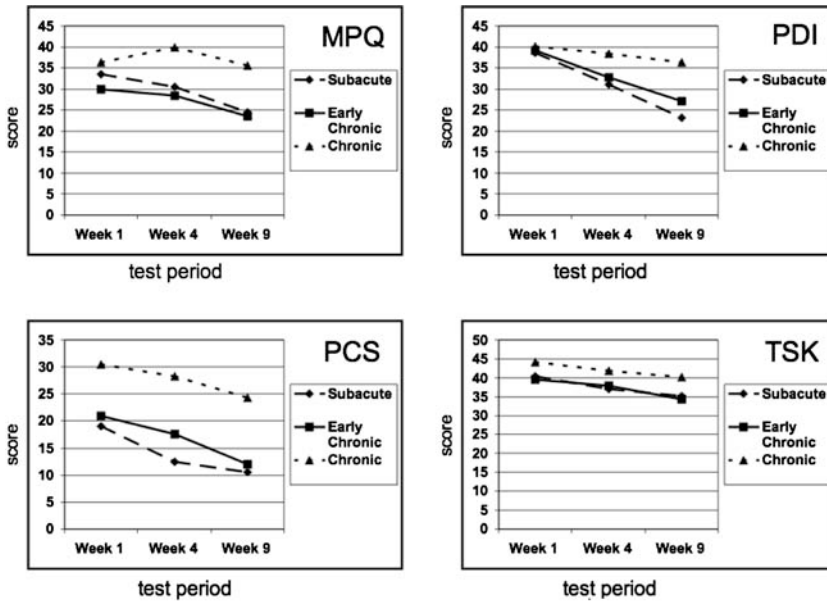 MPQ
45
40
35
30
25
20
15
10
5
0
score
Week 1 Week 4 Week 9
test period
Subacute
Early
Chronic
Chronic
PDI
45
40
35
30
25
20
15
10
5
0
score
Week 1 Week 4 Week 9
test period
Subacute
Early
Chronic
Chronic
PCS
35
30
25
20
15
10
5
0
score
Week 1 Week 4 Week 9
test period
Subacute
Early
Chronic
Chronic
TSK
50
45
40
35
30
25
20
15
10
5
0
score
Week 1 Week 4 Week 9
test period
Subacute
Early
Chronic
Chronic